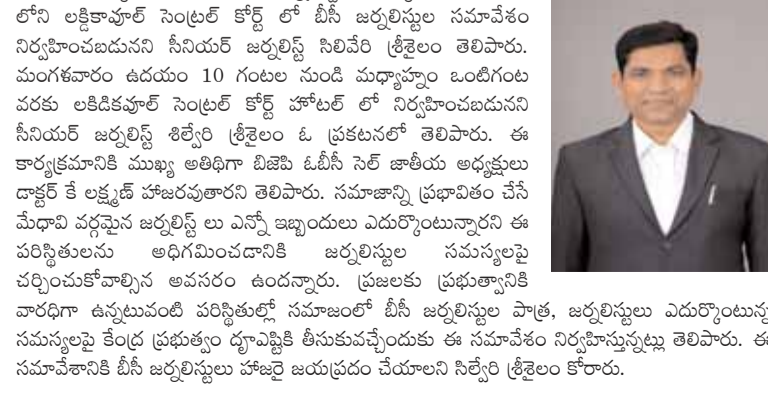 లోని లక్డికావూల్ సెంట్రల్ కోర్ట్ లో బీసీ జర్నలిస్టుల సమావేశం
నిర్వహించబడునని సీనియర్ జర్నలిస్ట్ సిలివేరి శ్రీశైలం తెలిపారు.
మంగళవారం ఉదయం 10 గంటల నుండి మధ్యాహ్నం ఒంటిగంట
వరకు లకిడికవూల్ సెంట్రల్ కోర్ట్ హోటల్ లో నిర్వహించబడునని
సీనియర్ జర్నలిస్ట్ శిల్వేరి శ్రీశైలం ఓ ప్రకటనలో తెలిపారు. ఈ
కార్యక్రమానికి ముఖ్య అతిథిగా బిజెపి ఓబీసీ సెల్ జాతీయ అధ్యక్షులు
డాక్టర్ కే లక్ష్మణ్ హాజరవుతారని తెలిపారు. సమాజాన్ని ప్రభావితం చేసే
మేధావి వర్గమైన జర్నలిస్ట్ లు ఎన్నో ఇబ్బందులు ఎదుర్కొంటున్నారని ఈ
పరిస్థితులను అధిగమించడానికి జర్నలిస్టుల సమస్యలపై
చర్చించుకోవాల్సిన అవసరం ఉందన్నారు. ప్రజలకు ప్రభుత్వానికి
వారధిగా ఉన్నటువంటి పరిస్థితుల్లో సమాజంలో బీసీ జర్నలిస్టుల పాత్ర, జర్నలిస్టులు ఎదుర్కొంటున్న
సమస్యలపై కేంద్ర ప్రభుత్వం దృఎష్టికి తీసుకువచ్చేందుకు ఈ సమావేశం నిర్వహిస్తున్నట్లు తెలిపారు. ఈ
సమావేశానికి బీసీ జర్నలిస్టులు హాజరై జయప్రదం చేయాలని సిల్వేరి శ్రీశైలం కోరారు.